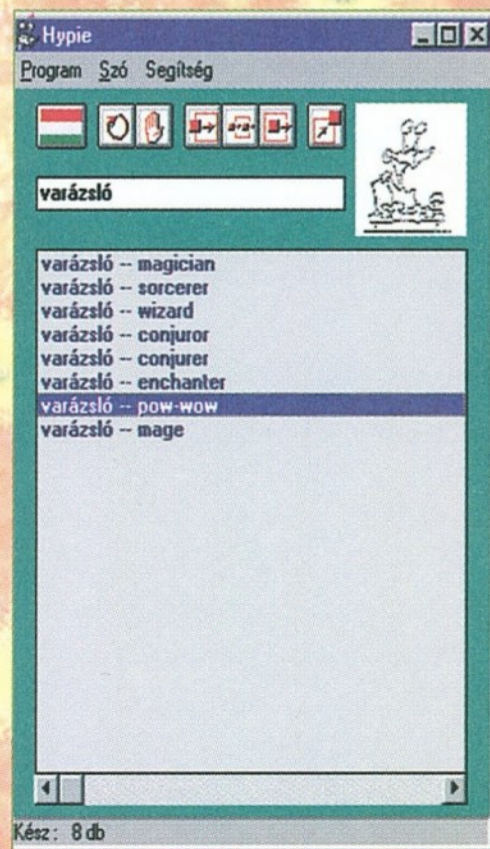 Hypie
Program Szó Segítség
varázsló
varázsló -- magician
varázsló -- sorcerer
varázsló -- wizard
varázsló -- conjuror
varázsló -- conjurer
varázsló -- enchanter
varázsló -- pow-wow
varázsló -- mage
Kész: 8 db